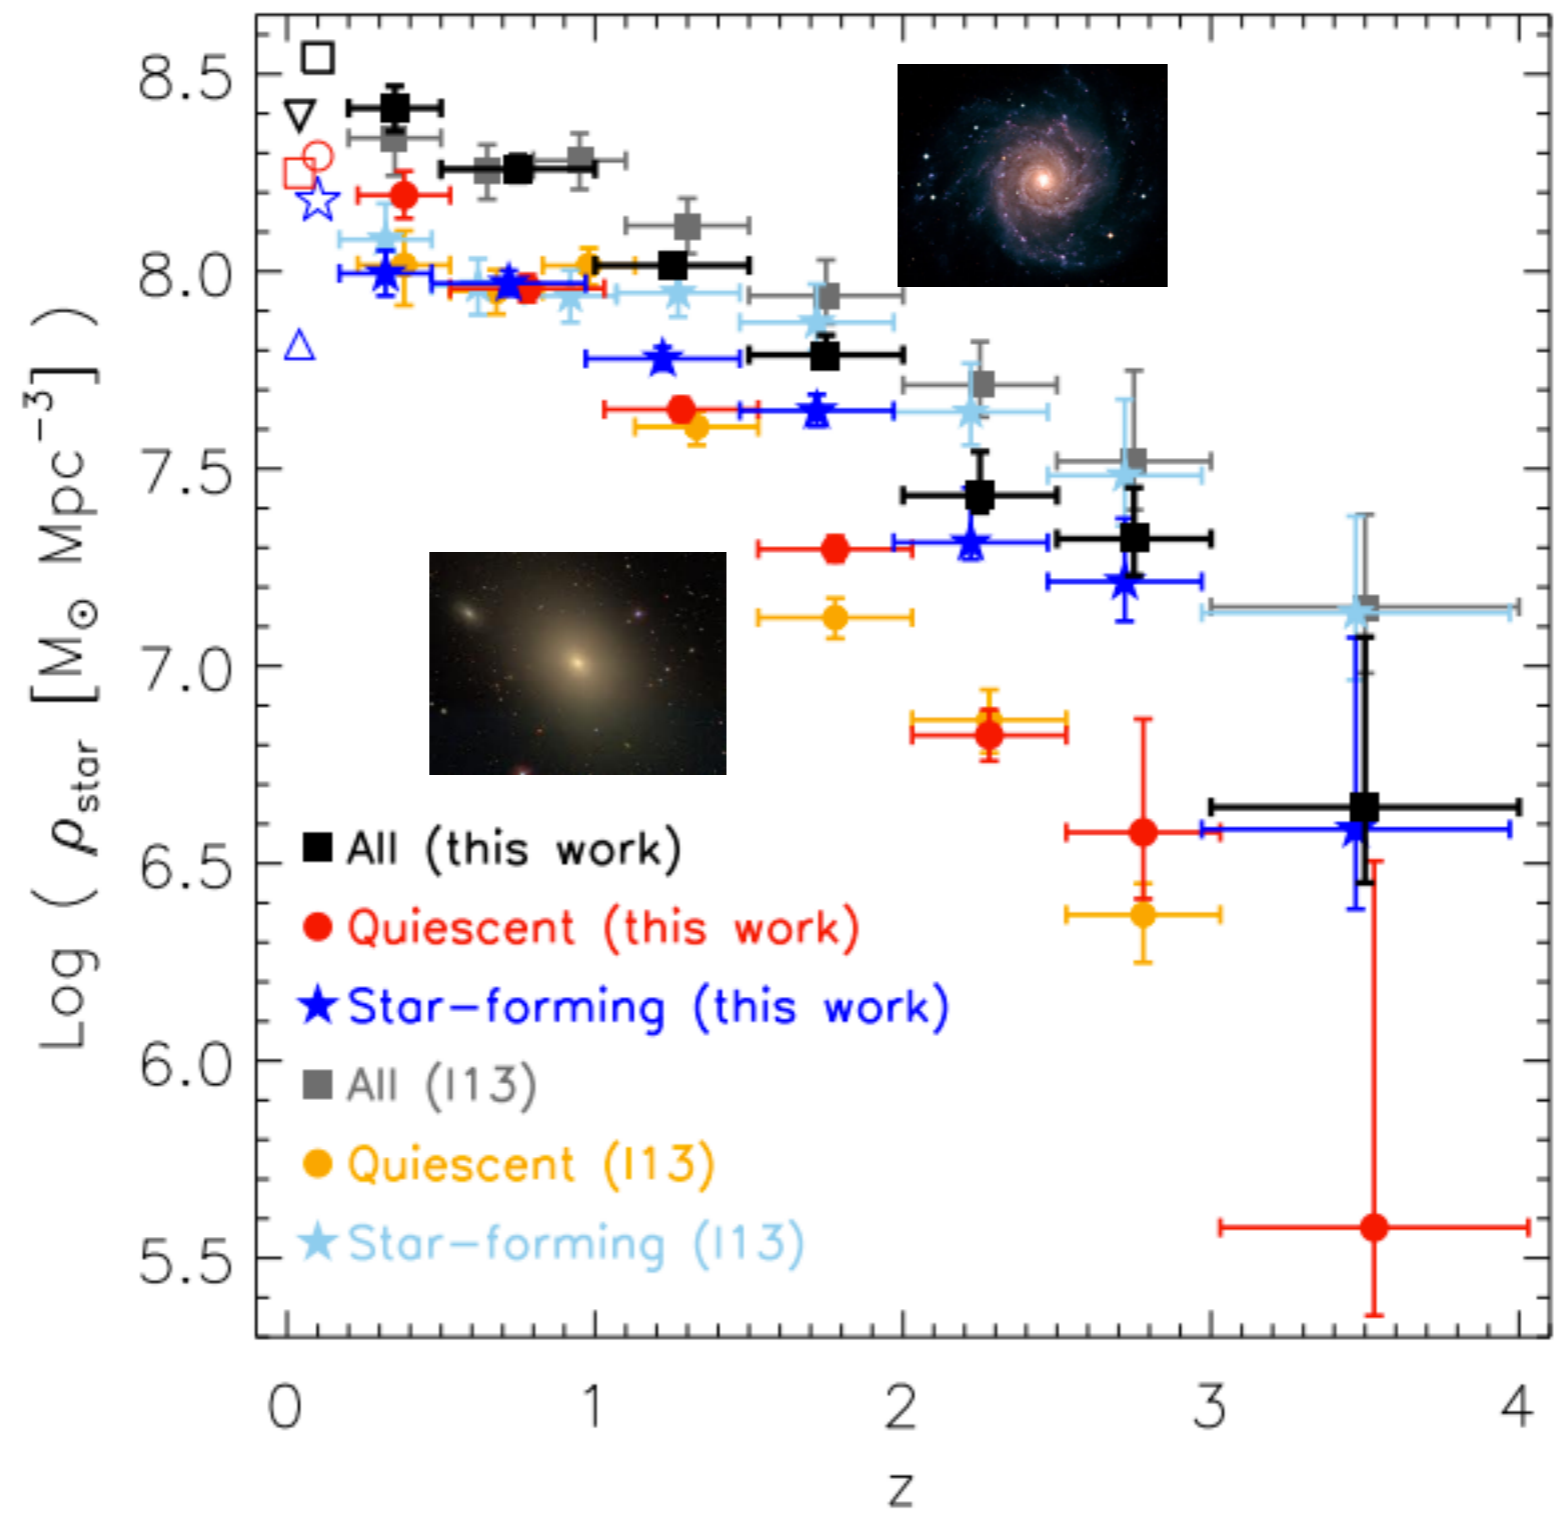 8.5
8.0
7.5
7.0
6.5
6.0
5.5
Log ( ρstar [M⊙ Mpc−3] )
All (this work)
Quiescent (this work)
Star-forming (this work)
All (I13)
Quiescent (I13)
Star-forming (I13)
0 1 2 3 4
z